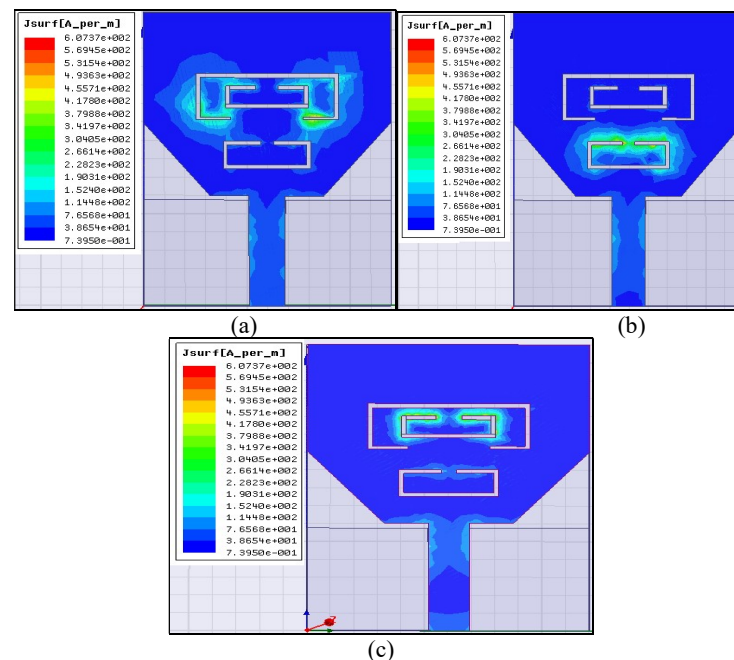 Jsurf[A_per_m]
6.0737e+002
5.6945e+002
5.3154e+002
4.9363e+002
4.5571e+002
4.1780e+002
3.7988e+002
3.4197e+002
3.0405e+002
2.6614e+002
2.2823e+002
1.9031e+002
1.5240e+002
1.1448e+002
7.6568e+001
3.8654e+001
7.3950e-001
(a)
Jsurf[A_per_m]
6.0737e+002
5.6945e+002
5.3154e+002
4.9363e+002
4.5571e+002
4.1780e+002
3.7988e+002
3.4197e+002
3.0405e+002
2.6614e+002
2.2823e+002
1.9031e+002
1.5240e+002
1.1448e+002
7.6568e+001
3.8654e+001
7.3950e-001
(b)
Jsurf[A_per_m]
6.0737e+002
5.6945e+002
5.3154e+002
4.9363e+002
4.5571e+002
4.1780e+002
3.7988e+002
3.4197e+002
3.0405e+002
2.6614e+002
2.2823e+002
1.9031e+002
1.5240e+002
1.1448e+002
7.6568e+001
3.8654e+001
7.3950e-001
(c)